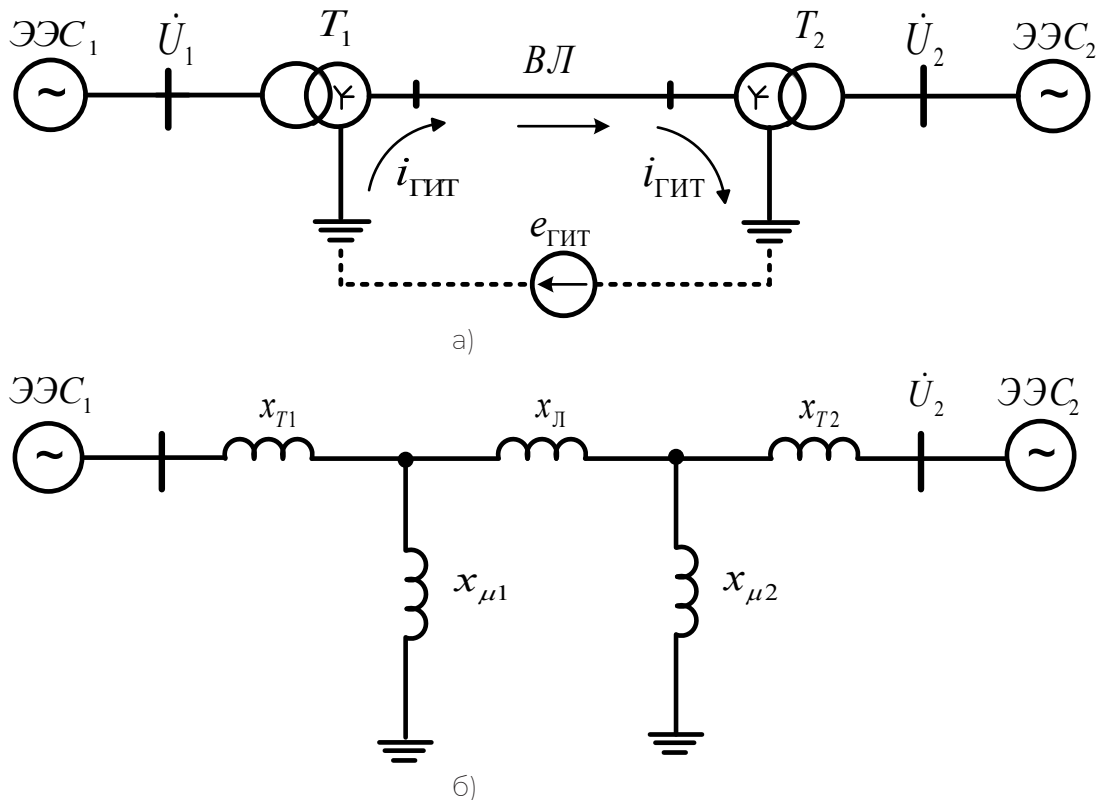 ЭЭС₁ U̇₁ T₁ ВЛ T₂ U̇₂ ЭЭС₂
~ ~
iГИТ iГИТ
eГИТ
а)
ЭЭС₁ xT1 xЛ xT2 U̇₂ ЭЭС₂
~ ~
xμ1 xμ2
б)